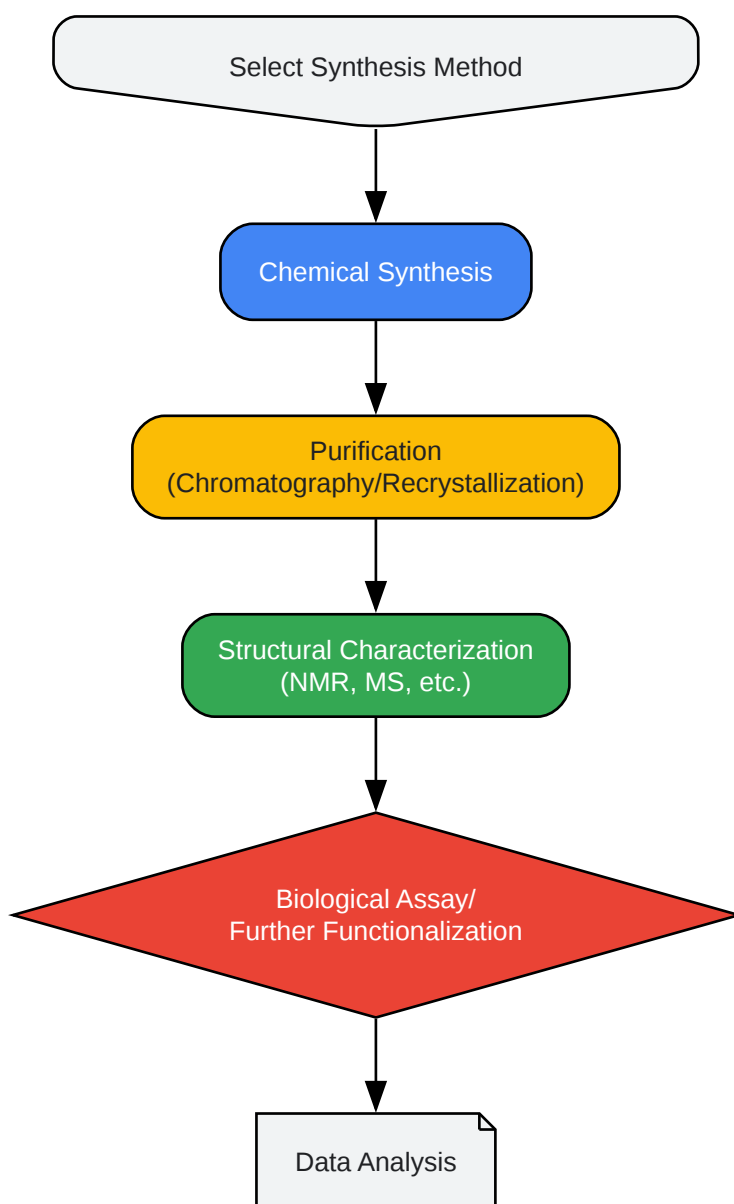 Select Synthesis Method
Chemical Synthesis
Purification
(Chromatography/Recrystallization)
Structural Characterization
(NMR, MS, etc.)
Biological Assay/
Further Functionalization
Data Analysis